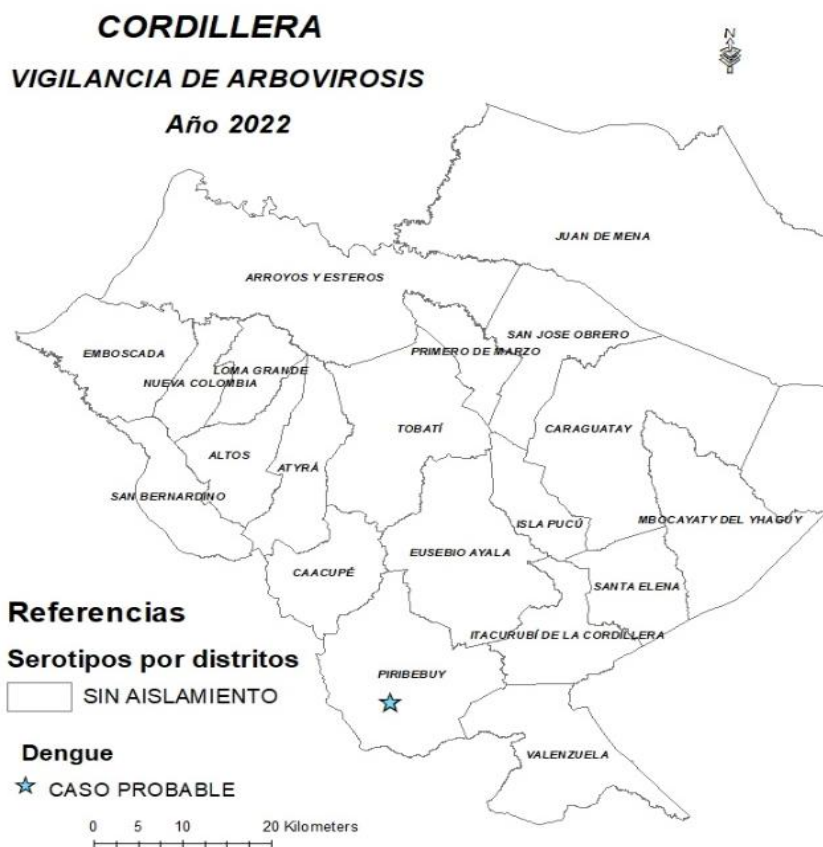 CORDILLERA
VIGILANCIA DE ARBOVIROSIS
Año 2022
N
JUAN DE MENA
ARROYOS Y ESTEROS
SAN JOSE OBRERO
PRIMERO DE MARZO
EMBOSCADA
LOMA GRANDE
NUEVA COLOMBIA
TOBATÍ
CARAGUATAY
ALTOS
ATYRÁ
SAN BERNARDINO
ISLA PUCÚ
MBOCAYATY DEL YHAGUY
EUSEBIO AYALA
CAACUPÉ
SANTA ELENA
ITACURUBÍ DE LA CORDILLERA
PIRIBEBUY
VALENZUELA
Referencias
Serotipos por distritos
SIN AISLAMIENTO
Dengue
CASO PROBABLE
0 5 10 20 Kilometers